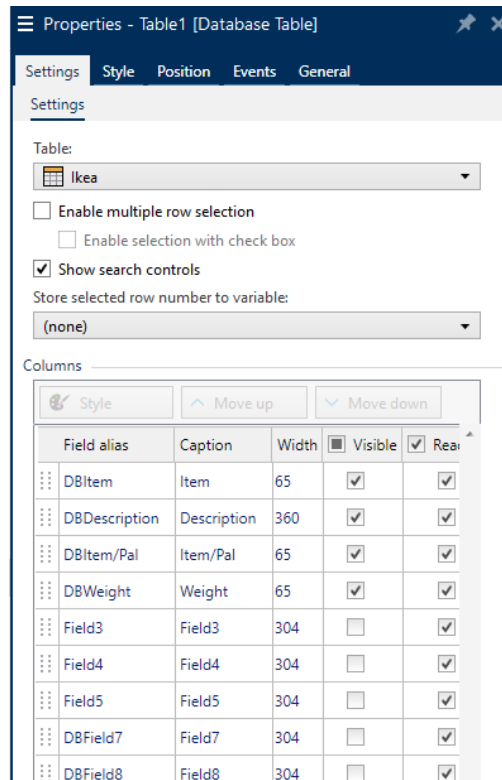 Properties - Table1 [Database Table]
Settings Style Position Events General
Settings
Table:
Ikea
Enable multiple row selection
Enable selection with check box
Show search controls
Store selected row number to variable:
(none)
Columns
Style Move up Move down
Field alias Caption Width Visible
DBItem Item 65
DBDescription Description 360
DBItem/Pal Item/Pal 65
DBWeight Weight 65
Field3 Field3 304
Field4 Field4 304
Field5 Field5 304
DBField7 Field7 304
DBField8 Field8 304